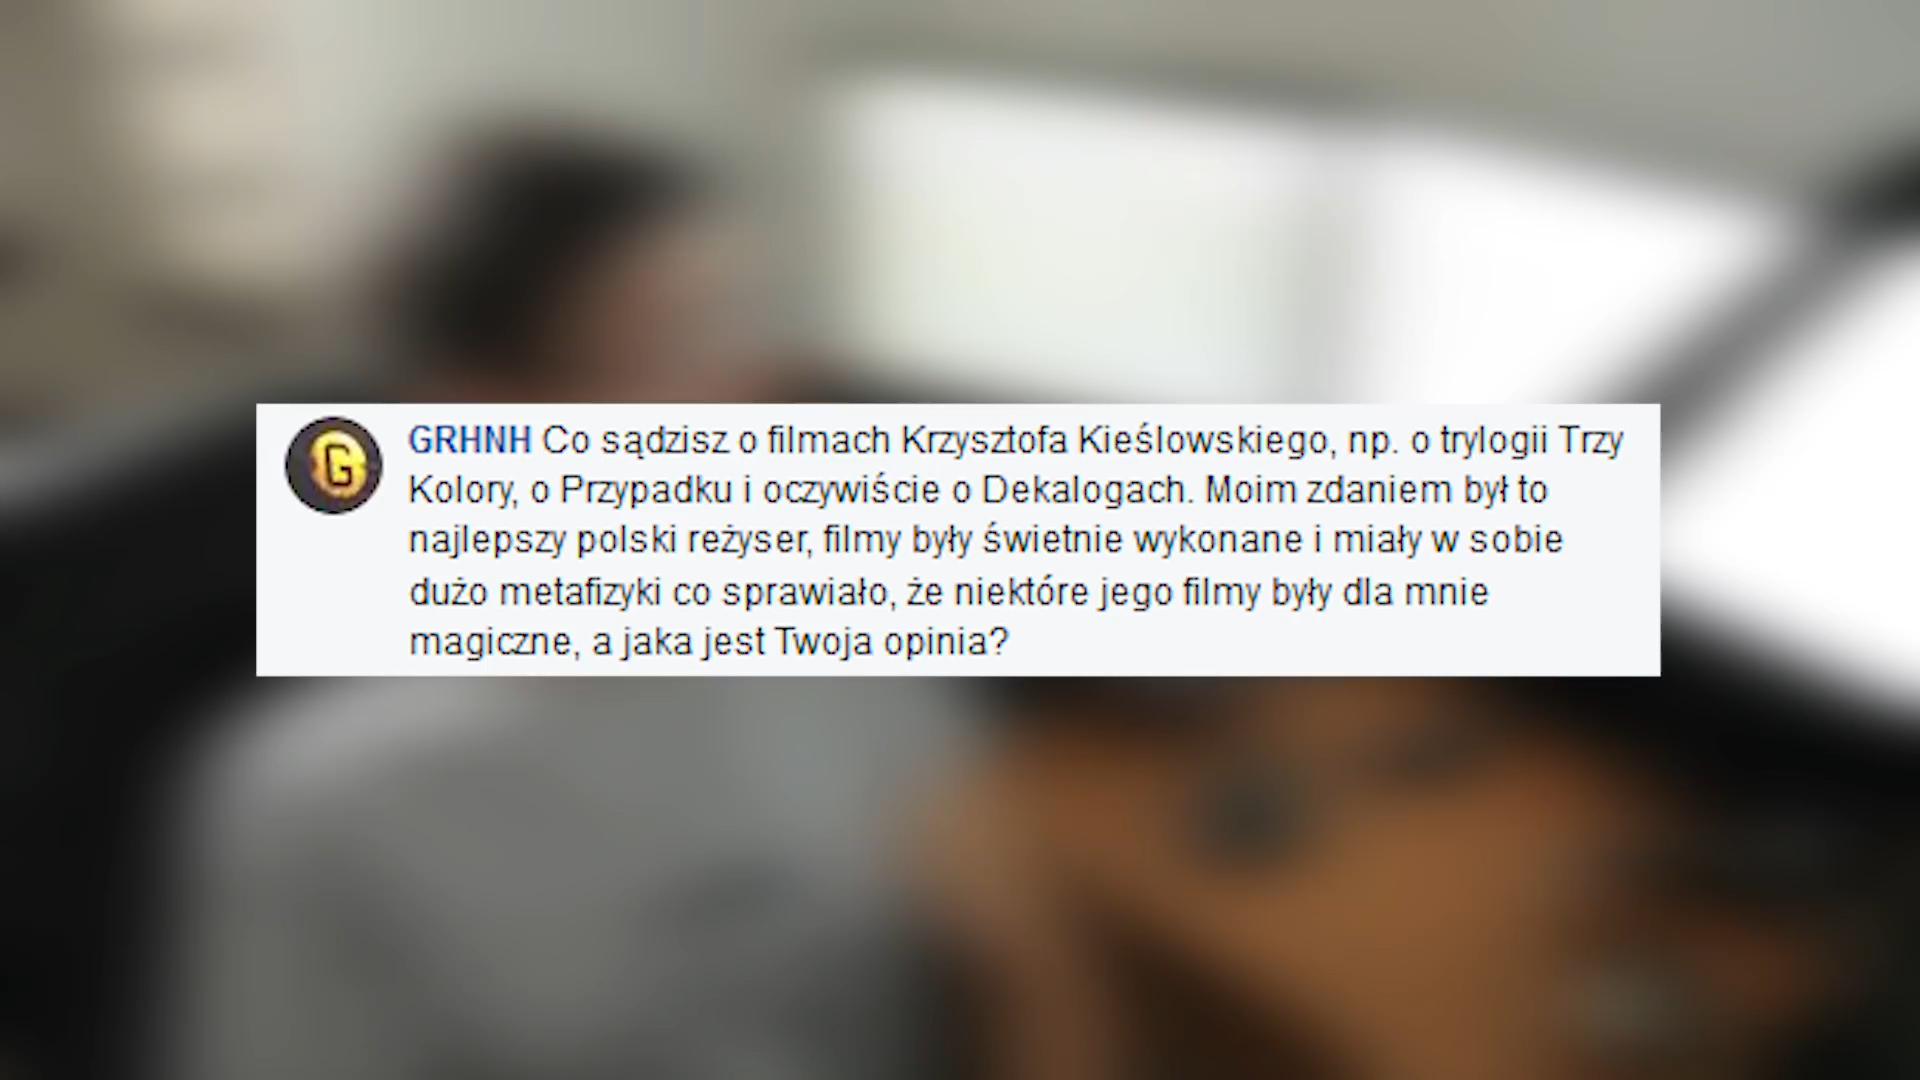 GRHNH Co sądzisz o filmach Krzysztofa Kieślowskiego, np. o trylogii Trzy
Kolory, o Przypadku i oczywiście o Dekalogach. Moim zdaniem był to
najlepszy polski reżyser, filmy były świetnie wykonane i miały w sobie
dużo metafizyki co sprawiało, że niektóre jego filmy były dla mnie
magiczne, a jaka jest Twoja opinia?